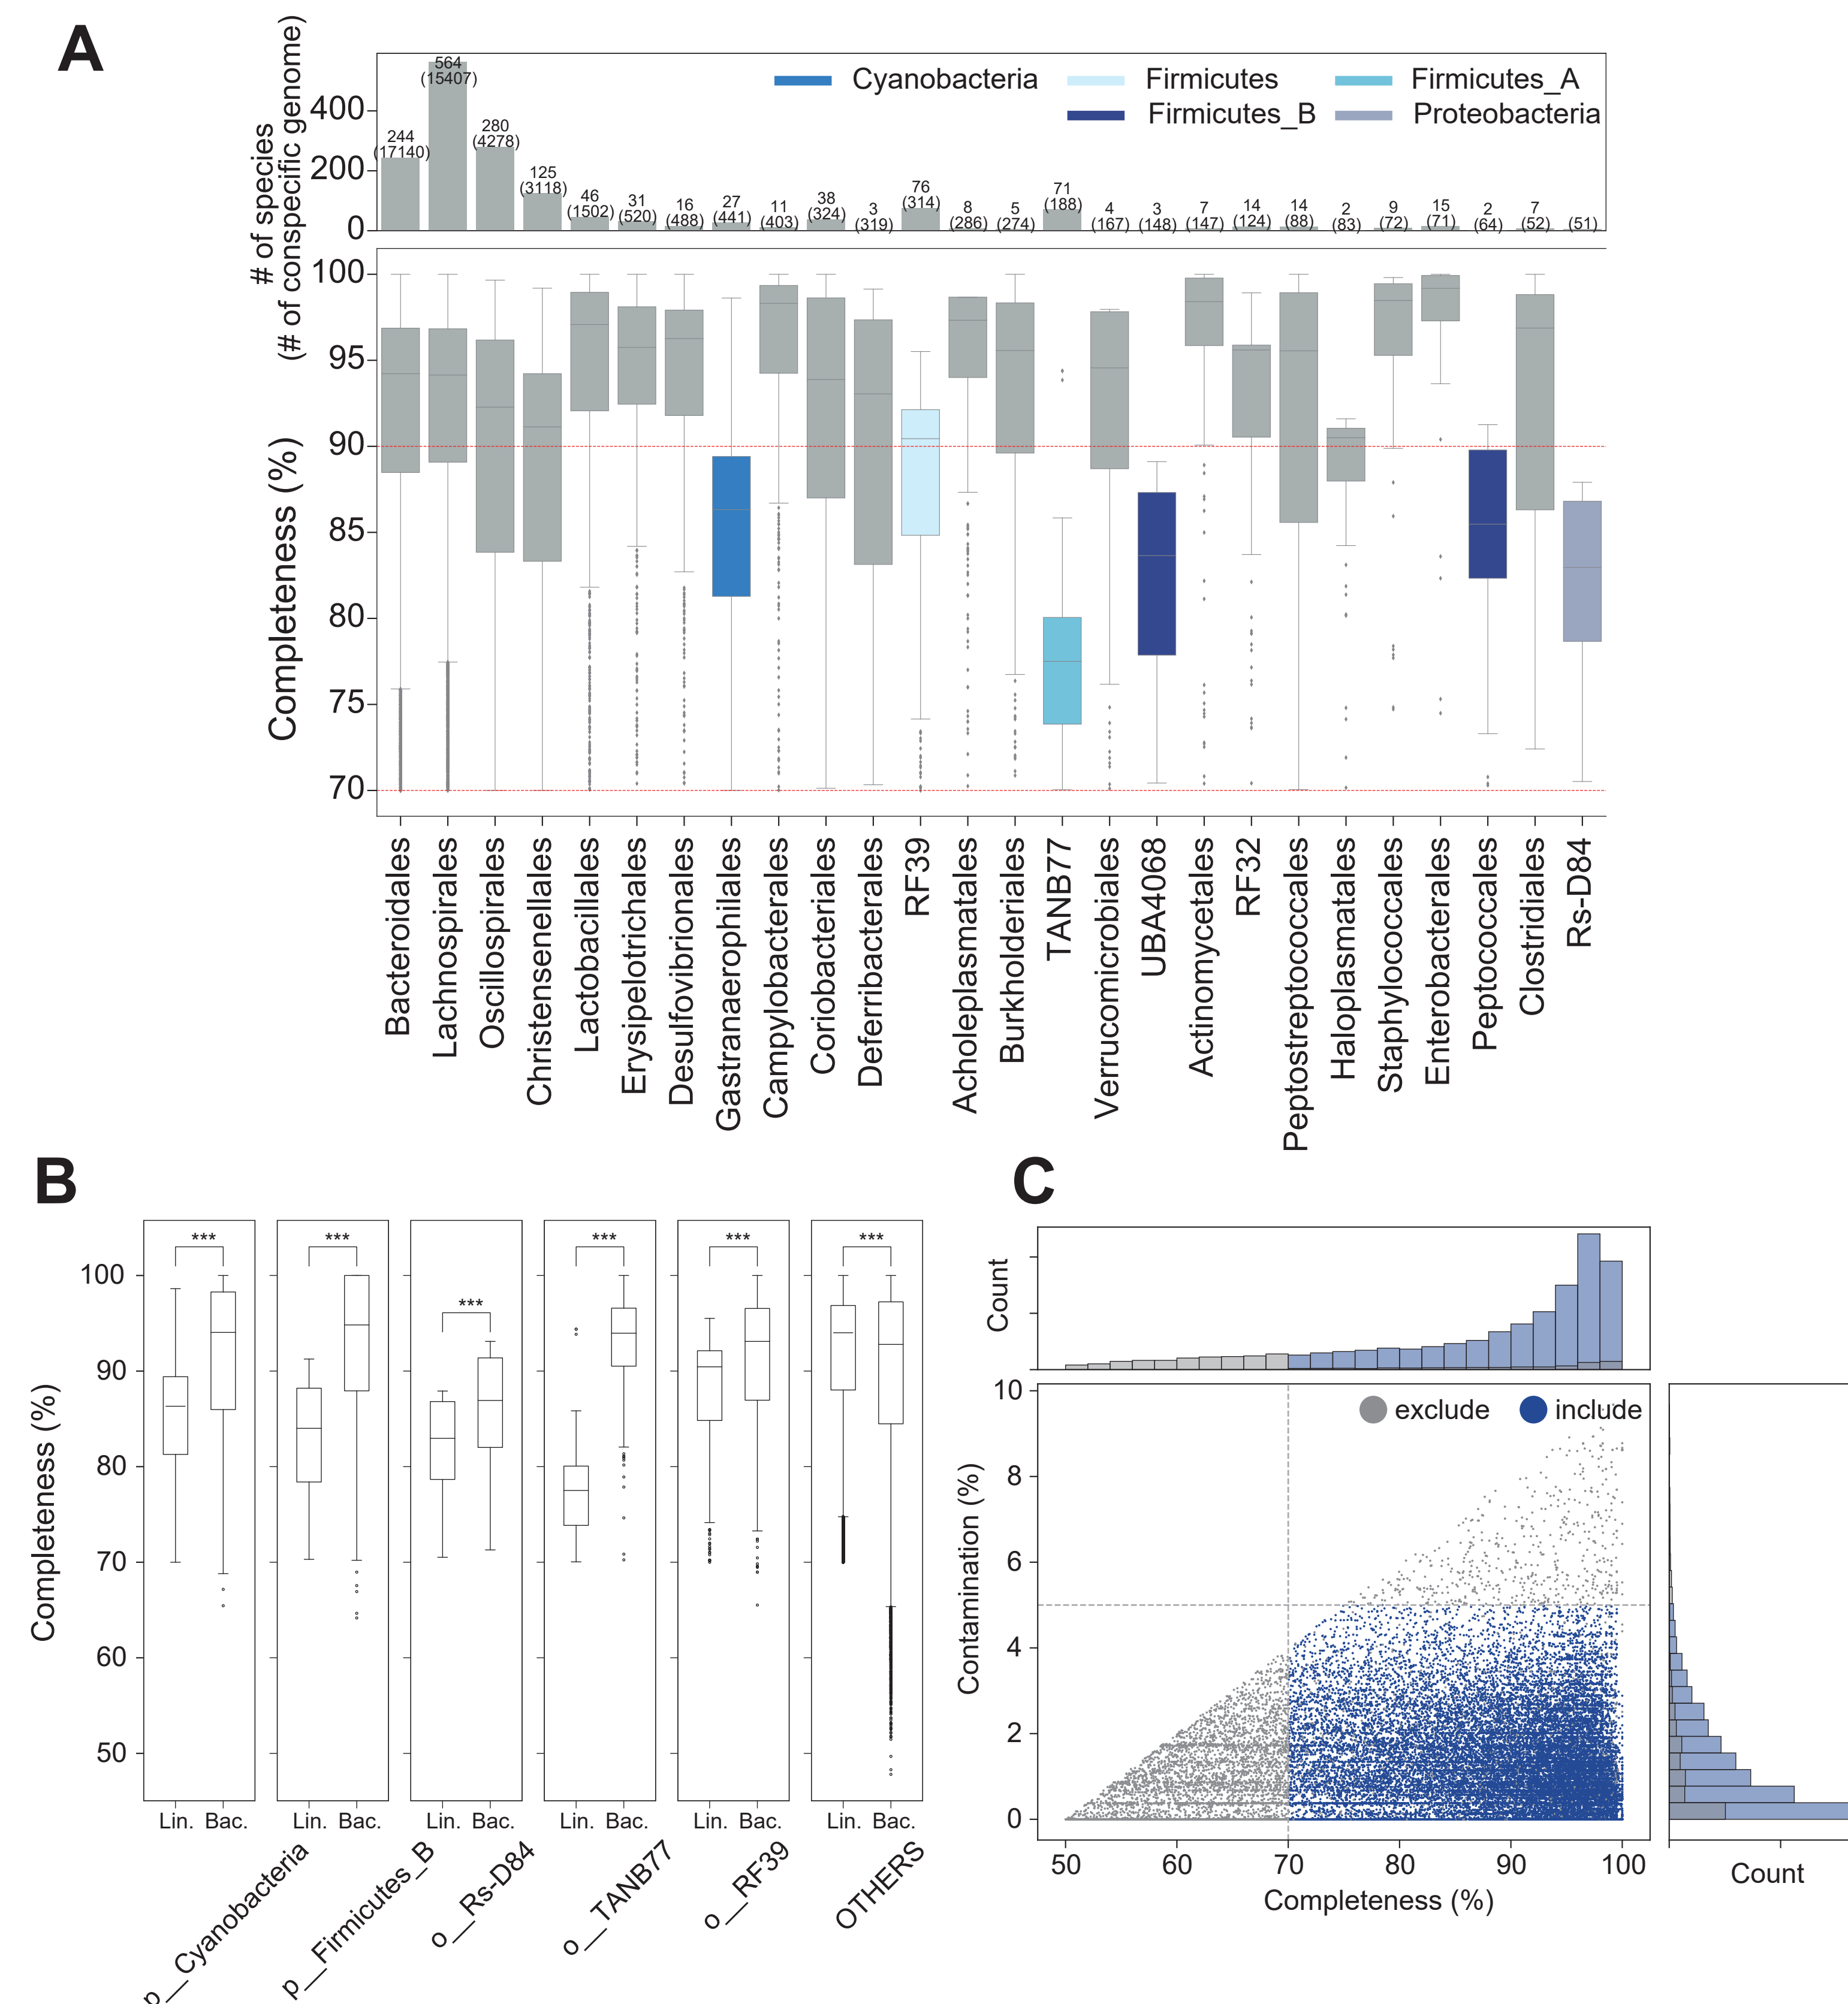 A
# of species
(# of conspecific genome)
400
200
0
244
(17140)
564
(15407)
280
(4278)
125
(3118)
46
(1502)
31
(520)
16
(488)
27
(441)
11
(403)
38
(324)
3
(319)
76
(314)
8
(286)
5
(274)
71
(188)
4
(167)
3
(148)
7
(147)
14
(124)
14
(88)
2
(83)
9
(72)
15
(71)
2
(64)
7
(52)
(51)
Cyanobacteria
Firmicutes
Firmicutes_A
Firmicutes_B
Proteobacteria
Completeness (%)
100
95
90
85
80
75
70
Bacteroidales
Lachnospirales
Oscillospirales
Christensenellales
Lactobacillales
Erysipelotrichales
Desulfovibrionales
Gastranaerophilales
Campylobacterales
Coriobacteriales
Deferribacterales
RF39
Acholeplasmatales
Burkholderiales
TANB77
Verrucomicrobiales
UBA4068
Actinomycetales
RF32
Peptostreptococcales
Haloplasmatales
Staphylococcales
Enterobacterales
Peptococcales
Clostridiales
Rs-D84
B
Completeness (%)
100
90
80
70
60
50
***
***
***
***
***
***
Lin. Bac.
Lin. Bac.
Lin. Bac.
Lin. Bac.
Lin. Bac.
Lin. Bac.
p__Cyanobacteria
p__Firmicutes_B
o__Rs-D84
o__TANB77
o__RF39
OTHERS
C
Count
exclude
include
Contamination (%)
10
8
6
4
2
0
50
60
70
80
90
100
Completeness (%)
Count